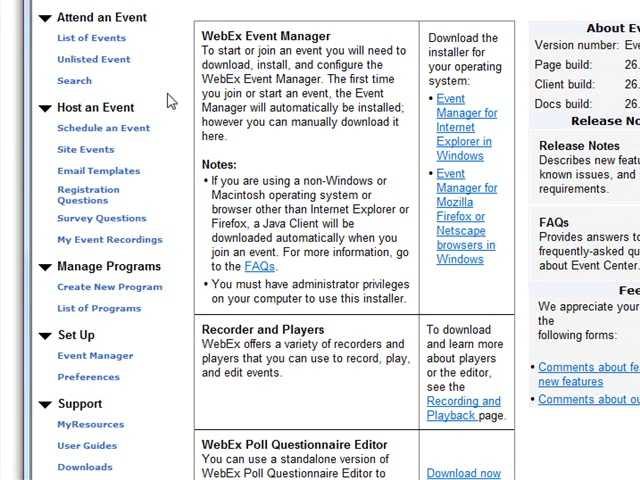 Attend an Event
List of Events
Unlisted Event
Search
Host an Event
Schedule an Event
Site Events
Email Templates
Registration
Questions
Survey Questions
My Event Recordings
Manage Programs
Create New Program
List of Programs
Set Up
Event Manager
Preferences
Support
MyResources
User Guides
Downloads
WebEx Event Manager
To start or join an event you will need to
download, install, and configure the
WebEx Event Manager. The first time
you join or start an event, the Event
Manager will automatically be installed;
however you can manually download it
here.
Notes:
• If you are using a non-Windows or
Macintosh operating system or
browser other than Internet Explorer or
Firefox, a Java Client will be
downloaded automatically when you
join an event. For more information, go
to the FAQs.
• You must have administrator privileges
on your computer to use this installer.
Download the
installer for
your operating
system:
• Event
Manager for
Internet
Explorer in
Windows
• Event
Manager for
Mozilla
Firefox or
Netscape
browsers in
Windows
Recorder and Players
WebEx offers a variety of recorders and
players that you can use to record, play,
and edit events.
To download
and learn more
about players
or the editor,
see the
Recording and
Playback page.
WebEx Poll Questionnaire Editor
You can use a standalone version of
WebEx Poll Questionnaire Editor to
Download now
About Ev
Version number: Ev
Page build: 26.
Client build: 26.
Docs build: 26.
Release No
Release Notes
Describes new featu
known issues, and s
requirements.
FAQs
Provides answers to
frequently-asked qu
about Event Center.
Fee
We appreciate your
the
following forms:
• Comments about fe
new features
• Comments about ou